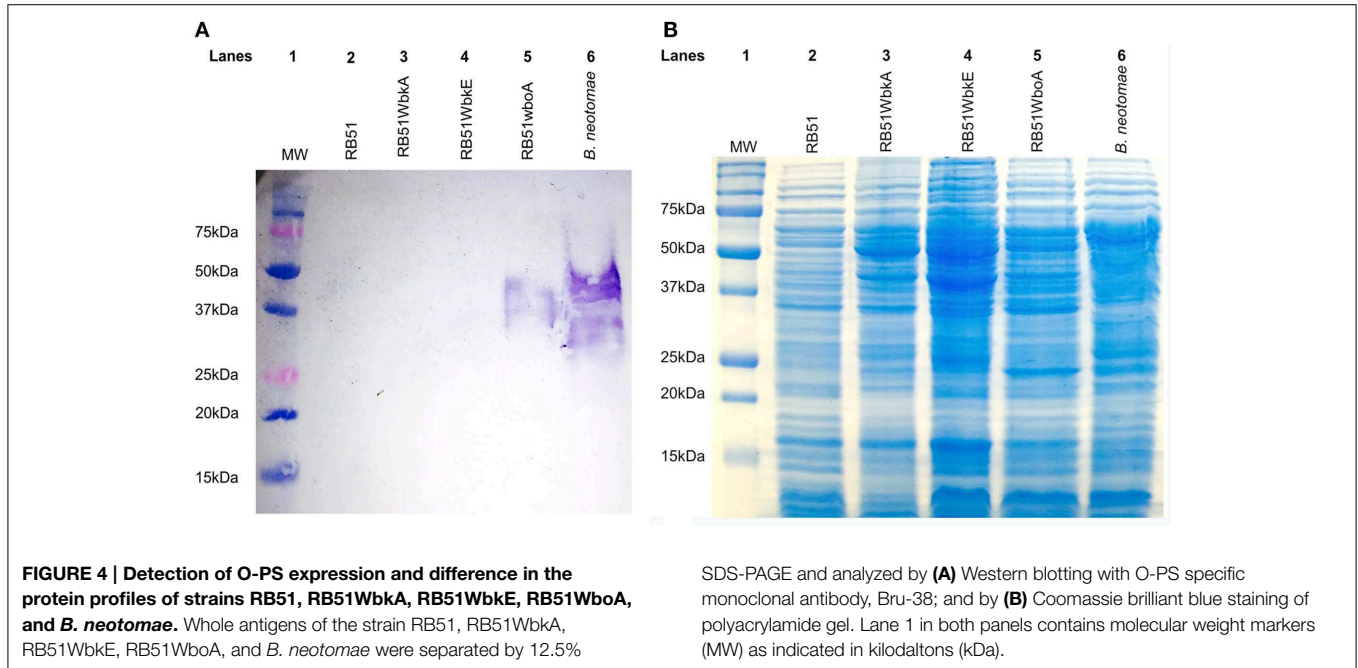 A
Lanes 1 2 3 4 5 6
MW RB51 RB51WbkA RB51WbkE RB51wboA B. neotomae
75kDa
50kDa
37kDa
25kDa
20kDa
15kDa
B
Lanes 1 2 3 4 5 6
MW RB51 RB51WbkA RB51WbkE RB51WboA B. neotomae
75kDa
50kDa
37kDa
25kDa
20kDa
15kDa
FIGURE 4 | Detection of O-PS expression and difference in the
protein profiles of strains RB51, RB51WbkA, RB51WbkE, RB51WboA,
and B. neotomae. Whole antigens of the strain RB51, RB51WbkA,
RB51WbkE, RB51WboA, and B. neotomae were separated by 12.5%
SDS-PAGE and analyzed by (A) Western blotting with O-PS specific
monoclonal antibody, Bru-38; and by (B) Coomassie brilliant blue staining of
polyacrylamide gel. Lane 1 in both panels contains molecular weight markers
(MW) as indicated in kilodaltons (kDa).